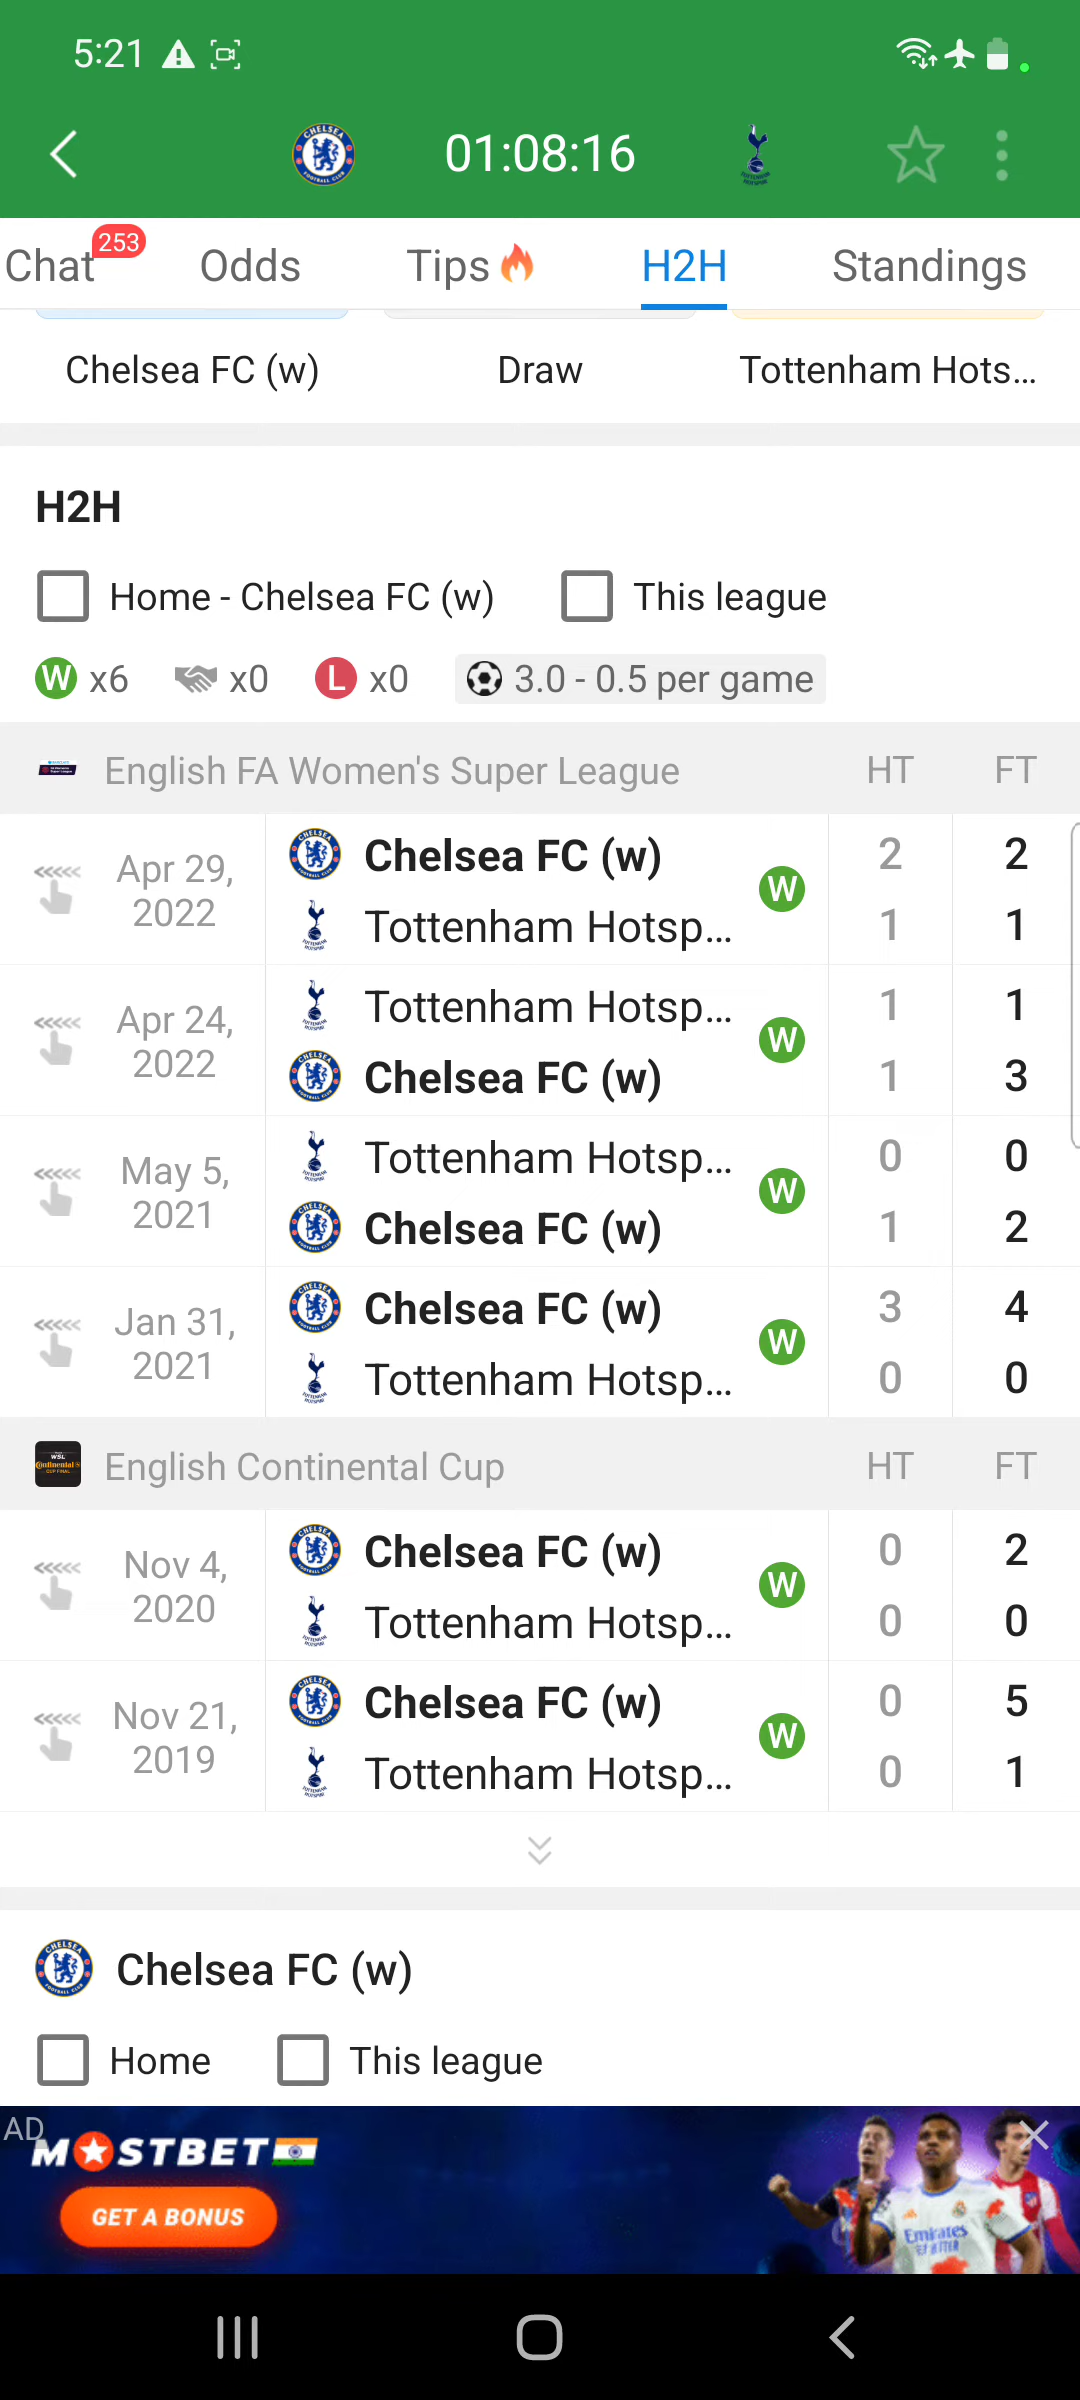 5:21
01:08:16
Chat 253 Odds Tips H2H Standings
Chelsea FC (w) Draw Tottenham Hots...
H2H
Home - Chelsea FC (w) This league
W x6 x0 L x0 3.0 - 0.5 per game
English FA Women's Super League HT FT
Apr 29, 2022
Chelsea FC (w) 2 2
W
Tottenham Hotsp... 1 1
Apr 24, 2022
Tottenham Hotsp... 1 1
W
Chelsea FC (w) 1 3
May 5, 2021
Tottenham Hotsp... 0 0
W
Chelsea FC (w) 1 2
Jan 31, 2021
Chelsea FC (w) 3 4
W
Tottenham Hotsp... 0 0
English Continental Cup HT FT
Nov 4, 2020
Chelsea FC (w) 0 2
W
Tottenham Hotsp... 0 0
Nov 21, 2019
Chelsea FC (w) 0 5
W
Tottenham Hotsp... 0 1
Chelsea FC (w)
Home This league
AD
MOSTBET
GET A BONUS
Emirates